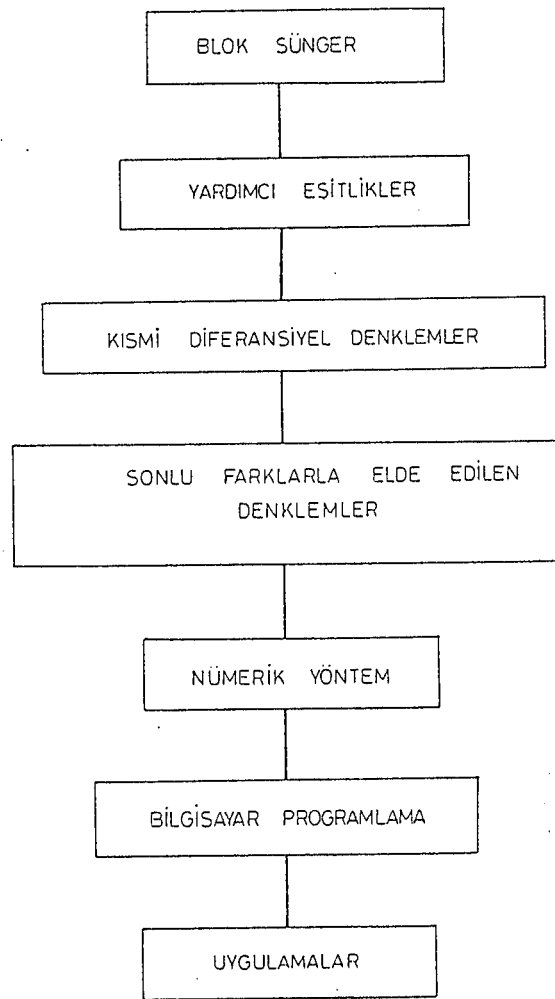 BLOK SÜNGER
YARDIMCI EŞİTLİKLER
KISMİ DİFERANSİYEL DENKLEMLER
SONLU FARKLARLA ELDE EDİLEN
DENKLEMLER
NÜMERİK YÖNTEM
BİLGİSAYAR PROGRAMLAMA
UYGULAMALAR